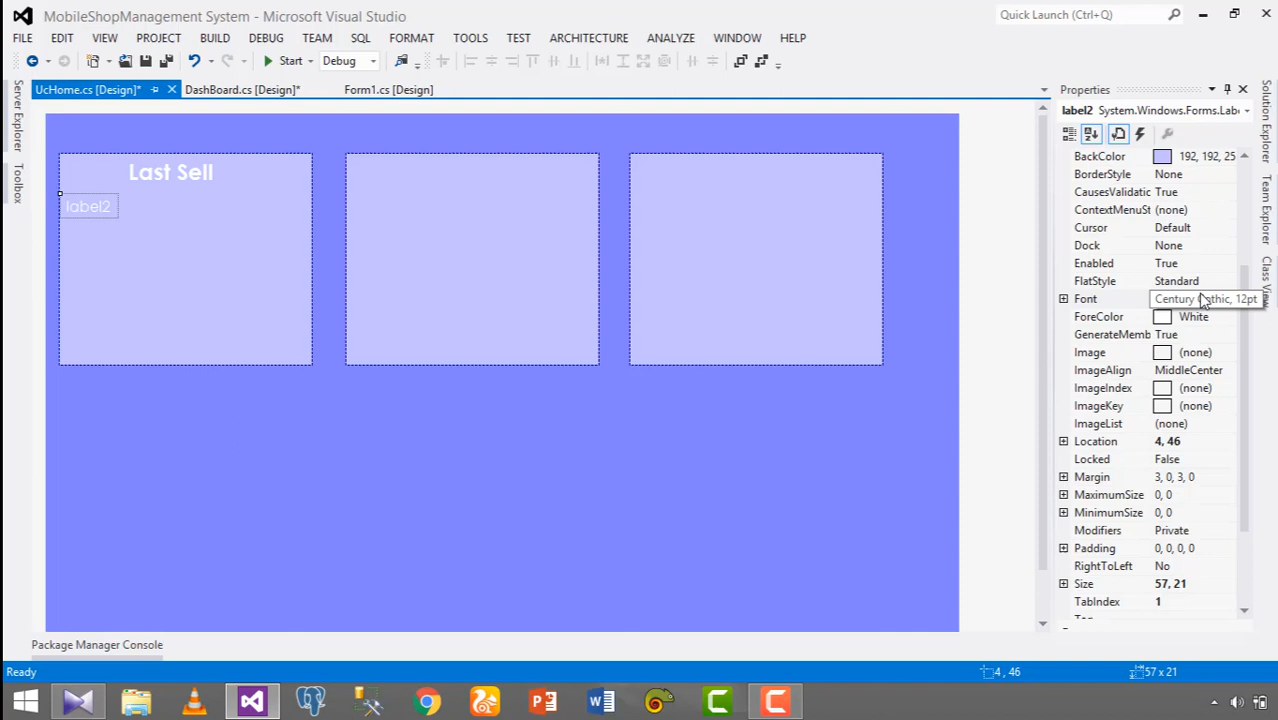 MobileShopManagement System - Microsoft Visual Studio
Quick Launch (Ctrl+Q)
FILE EDIT VIEW PROJECT BUILD DEBUG TEAM SQL FORMAT TOOLS TEST ARCHITECTURE ANALYZE WINDOW HELP
Start Debug
UcHome.cs [Design]* DashBoard.cs [Design]* Form1.cs [Design]
Server Explorer
Toolbox
Last Sell
label2
Properties
label2 System.Windows.Forms.Labe
BackColor 192, 192, 25
BorderStyle None
CausesValidatic True
ContextMenuSt (none)
Cursor Default
Dock None
Enabled True
FlatStyle Standard
Font Century Gothic, 12pt
ForeColor White
GenerateMemb True
Image (none)
ImageAlign MiddleCenter
ImageIndex (none)
ImageKey (none)
ImageList (none)
Location 4, 46
Locked False
Margin 3, 0, 3, 0
MaximumSize 0, 0
MinimumSize 0, 0
Modifiers Private
Padding 0, 0, 0, 0
RightToLeft No
Size 57, 21
TabIndex 1
Solution Explorer
Team Explorer
Class View
Package Manager Console
Ready 4 , 46 57 x 21